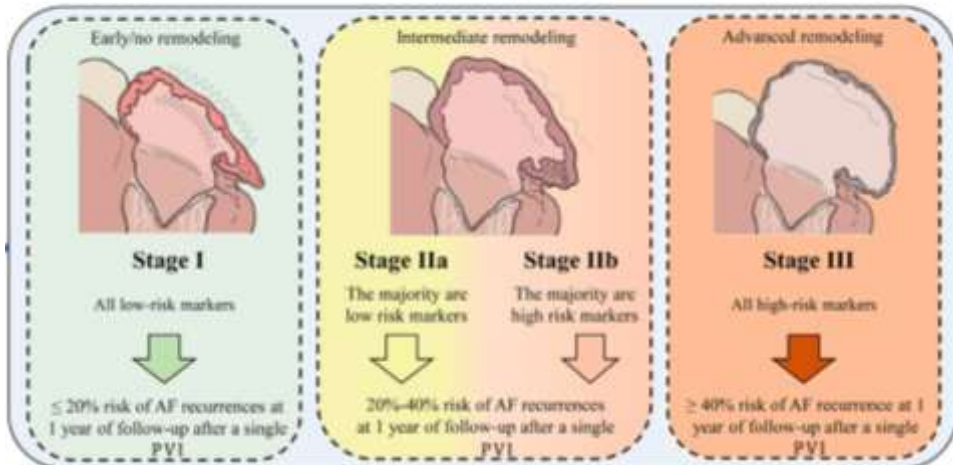 Early/no remodeling
Stage I
All low-risk markers
≤ 20% risk of AF recurrences at
1 year of follow-up after a single
PVI
Intermediate remodeling
Stage IIa
The majority are
low risk markers
Stage IIb
The majority are
high risk markers
20%-40% risk of AF recurrences
at 1 year of follow-up after a single
PVI
Advanced remodeling
Stage III
All high-risk markers
≥ 40% risk of AF recurrence at 1
year of follow-up after a single
PVI